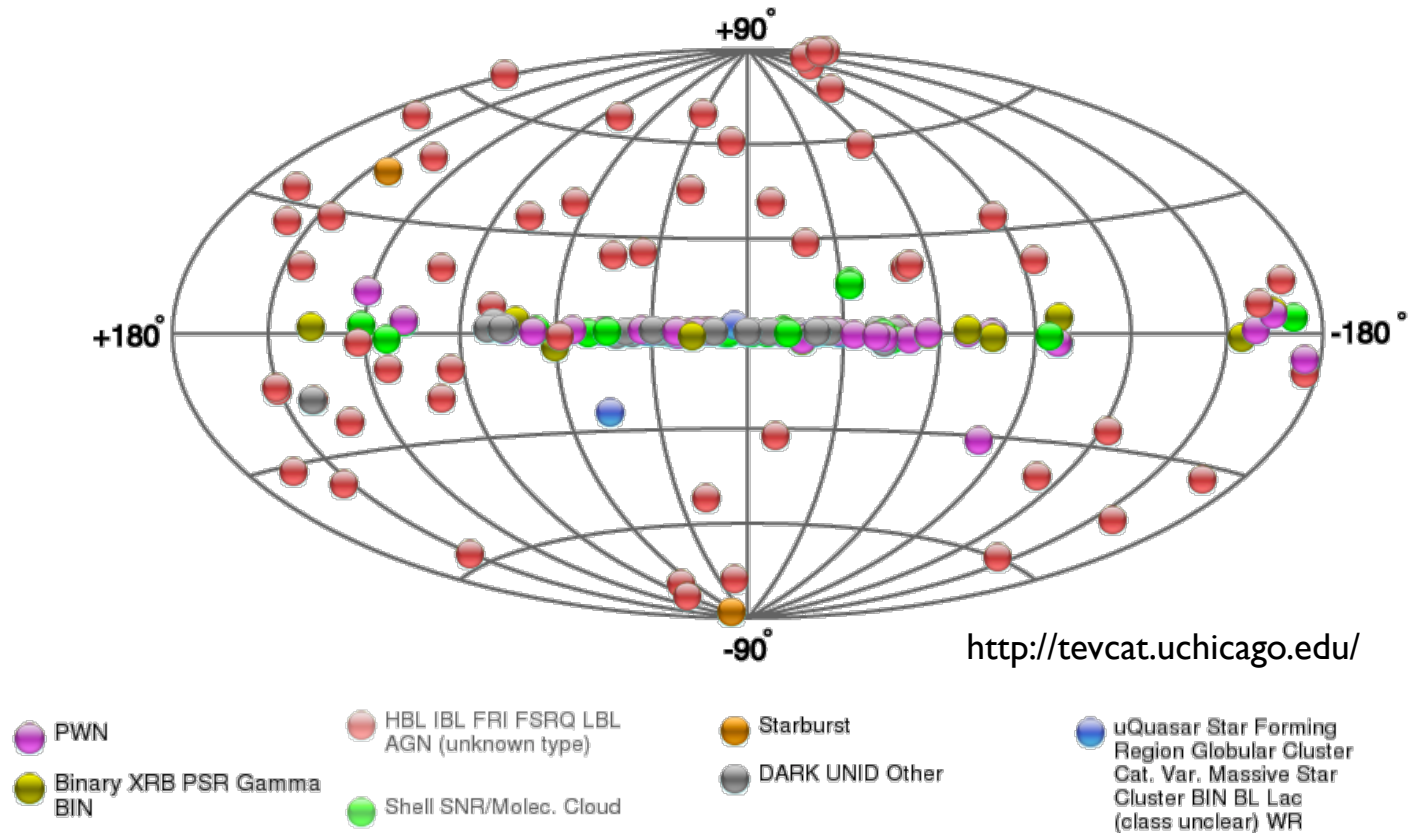 +90°
+180°
-180°
-90°
http://tevcat.uchicago.edu/
PWN
Binary XRB PSR Gamma
BIN
HBL IBL FRI FSRQ LBL
AGN (unknown type)
Shell SNR/Molec. Cloud
Starburst
DARK UNID Other
uQuasar Star Forming
Region Globular Cluster
Cat. Var. Massive Star
Cluster BIN BL Lac
(class unclear) WR